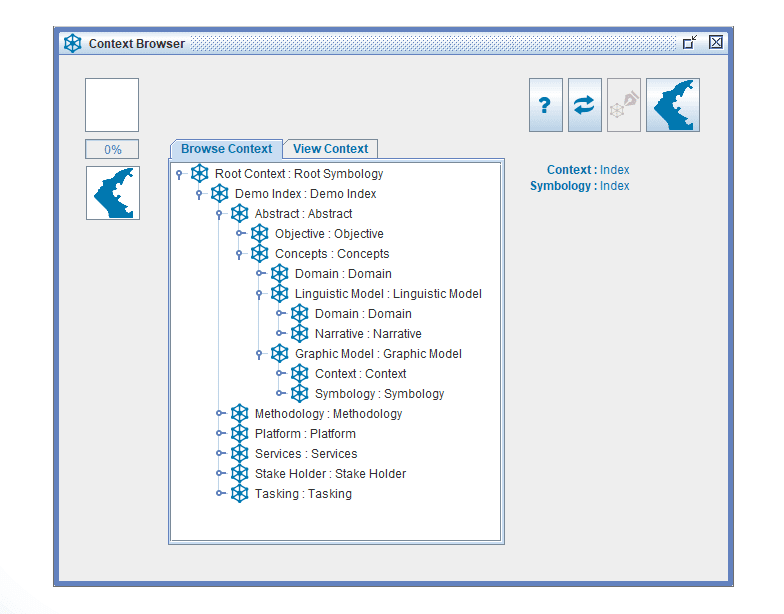 Context Browser
?
0%
Browse Context
View Context
Context : Index
Symbology : Index
Root Context : Root Symbology
Demo Index : Demo Index
Abstract : Abstract
Objective : Objective
Concepts : Concepts
Domain : Domain
Linguistic Model : Linguistic Model
Domain : Domain
Narrative : Narrative
Graphic Model : Graphic Model
Context : Context
Symbology : Symbology
Methodology : Methodology
Platform : Platform
Services : Services
Stake Holder : Stake Holder
Tasking : Tasking